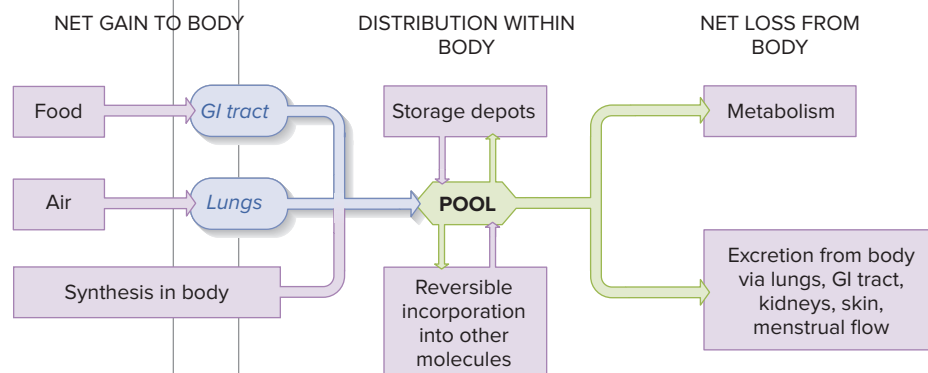 NET GAIN TO BODY
DISTRIBUTION WITHIN
BODY
NET LOSS FROM
BODY
Food
GI tract
Storage depots
Metabolism
Air
Lungs
POOL
Synthesis in body
Reversible
incorporation
into other
molecules
Excretion from body
via lungs, GI tract,
kidneys, skin,
menstrual flow